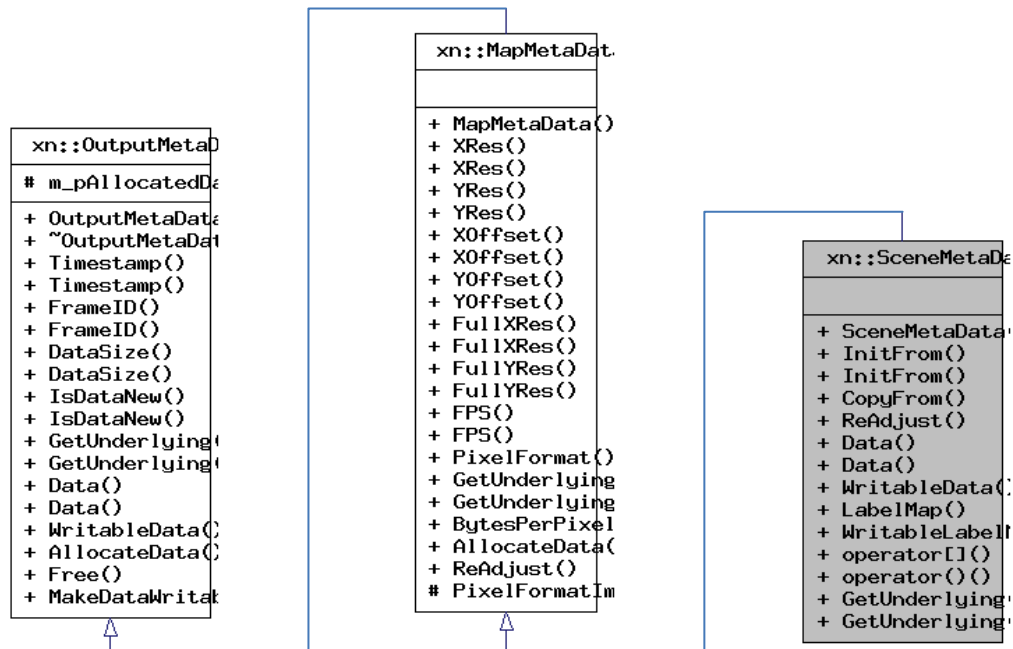 xn::OutputMetaD
# m_pAllocatedDa
+ OutputMetaData
+ ~OutputMetaDat
+ Timestamp()
+ Timestamp()
+ FrameID()
+ FrameID()
+ DataSize()
+ DataSize()
+ IsDataNew()
+ IsDataNew()
+ GetUnderlying(
+ GetUnderlying(
+ Data()
+ Data()
+ WritableData()
+ AllocateData()
+ Free()
+ MakeDataWritab
xn::MapMetaDat
+ MapMetaData()
+ XRes()
+ XRes()
+ YRes()
+ YRes()
+ XOffset()
+ XOffset()
+ YOffset()
+ YOffset()
+ FullXRes()
+ FullXRes()
+ FullYRes()
+ FullYRes()
+ FPS()
+ FPS()
+ PixelFormat()
+ GetUnderlying
+ GetUnderlying
+ BytesPerPixel
+ AllocateData(
+ ReAdjust()
# PixelFormatIm
xn::SceneMetaDa
+ SceneMetaData(
+ InitFrom()
+ InitFrom()
+ CopyFrom()
+ ReAdjust()
+ Data()
+ Data()
+ WritableData()
+ LabelMap()
+ WritableLabelM
+ operator[]()
+ operator()()
+ GetUnderlying(
+ GetUnderlying(